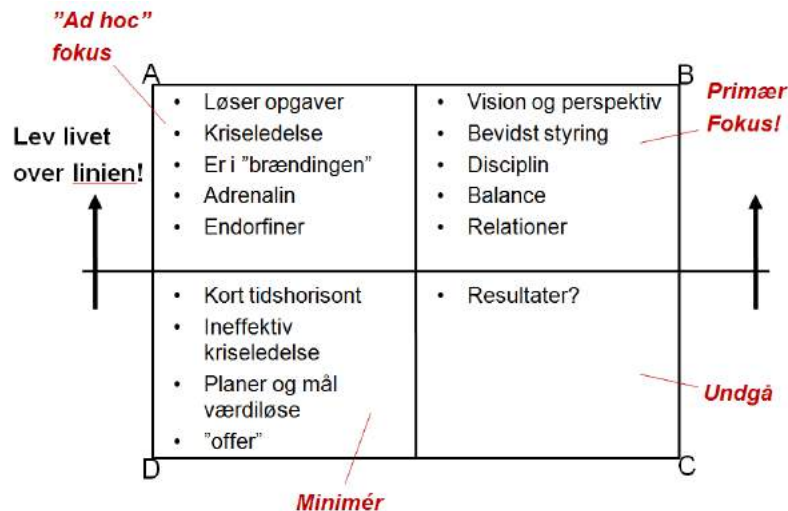 ”Ad hoc”
fokus
A
B
Primær
Fokus!
Lev livet
over linien!
• Løser opgaver
• Kriseledelse
• Er i ”brændingen”
• Adrenalin
• Endorfiner
• Vision og perspektiv
• Bevidst styring
• Disciplin
• Balance
• Relationer
• Kort tidshorisont
• Ineffektiv
kriseledelse
• Planer og mål
værdiløse
• ”offer”
• Resultater?
Undgå
D
C
Minimér